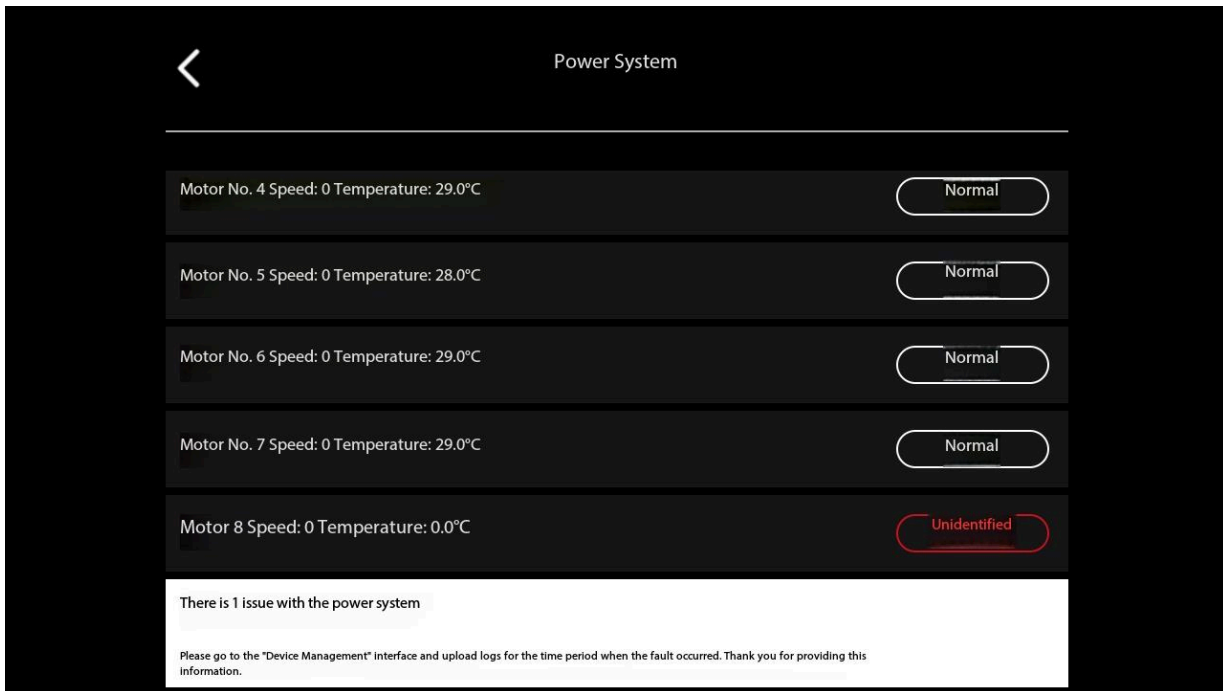 Power System
Motor No. 4 Speed: 0 Temperature: 29.0°C
Normal
Motor No. 5 Speed: 0 Temperature: 28.0°C
Normal
Motor No. 6 Speed: 0 Temperature: 29.0°C
Normal
Motor No. 7 Speed: 0 Temperature: 29.0°C
Normal
Motor 8 Speed: 0 Temperature: 0.0°C
Unidentified
There is 1 issue with the power system
Please go to the "Device Management" interface and upload logs for the time period when the fault occurred. Thank you for providing this
information.